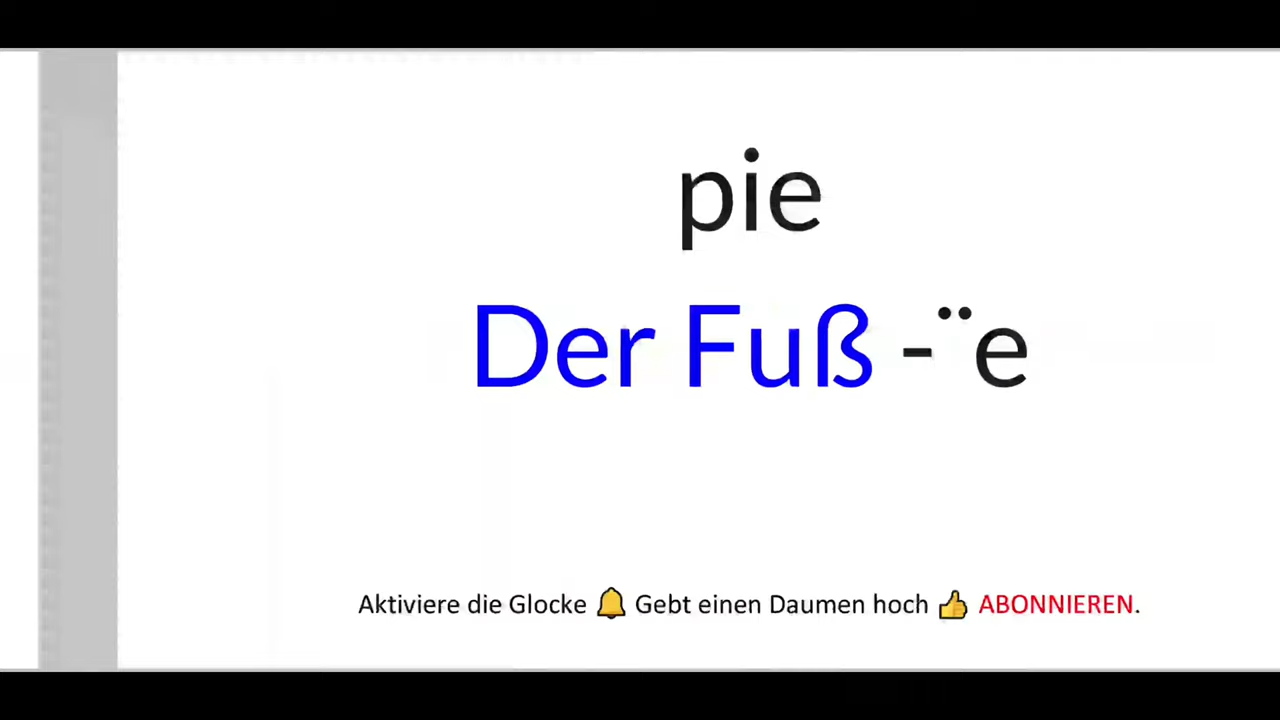 pie
Der Fuß -¨e
Aktiviere die Glocke 🔔 Gebt einen Daumen hoch 👍 ABONNIEREN.